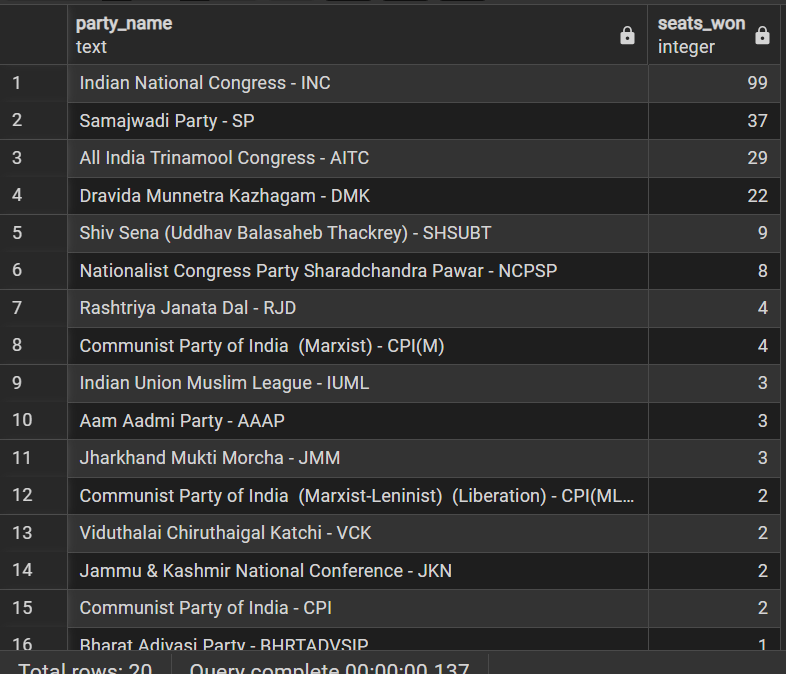 party_name seats_won
text integer
1 Indian National Congress - INC 99
2 Samajwadi Party - SP 37
3 All India Trinamool Congress - AITC 29
4 Dravida Munnetra Kazhagam - DMK 22
5 Shiv Sena (Uddhav Balasaheb Thackrey) - SHSUBT 9
6 Nationalist Congress Party Sharadchandra Pawar - NCPSP 8
7 Rashtriya Janata Dal - RJD 4
8 Communist Party of India  (Marxist) - CPI(M) 4
9 Indian Union Muslim League - IUML 3
10 Aam Aadmi Party - AAAP 3
11 Jharkhand Mukti Morcha - JMM 3
12 Communist Party of India  (Marxist-Leninist)  (Liberation) - CPI(ML... 2
13 Viduthalai Chiruthaigal Katchi - VCK 2
14 Jammu & Kashmir National Conference - JKN 2
15 Communist Party of India - CPI 2
16 Bharat Adivasi Party - BHRTADVSIP 1
Total rows: 20 Query complete 00:00:00.137